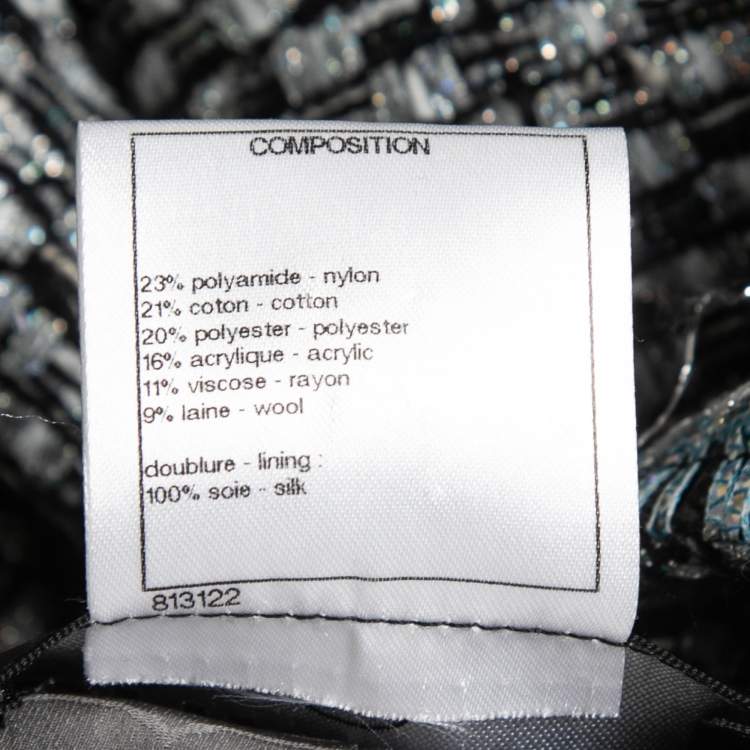 COMPOSITION
23% polyamide - nylon
21% coton - cotton
20% polyester - polyester
16% acrylique - acrylic
11% viscose - rayon
9% laine - wool
doublure - lining :
100% soie - silk
813122